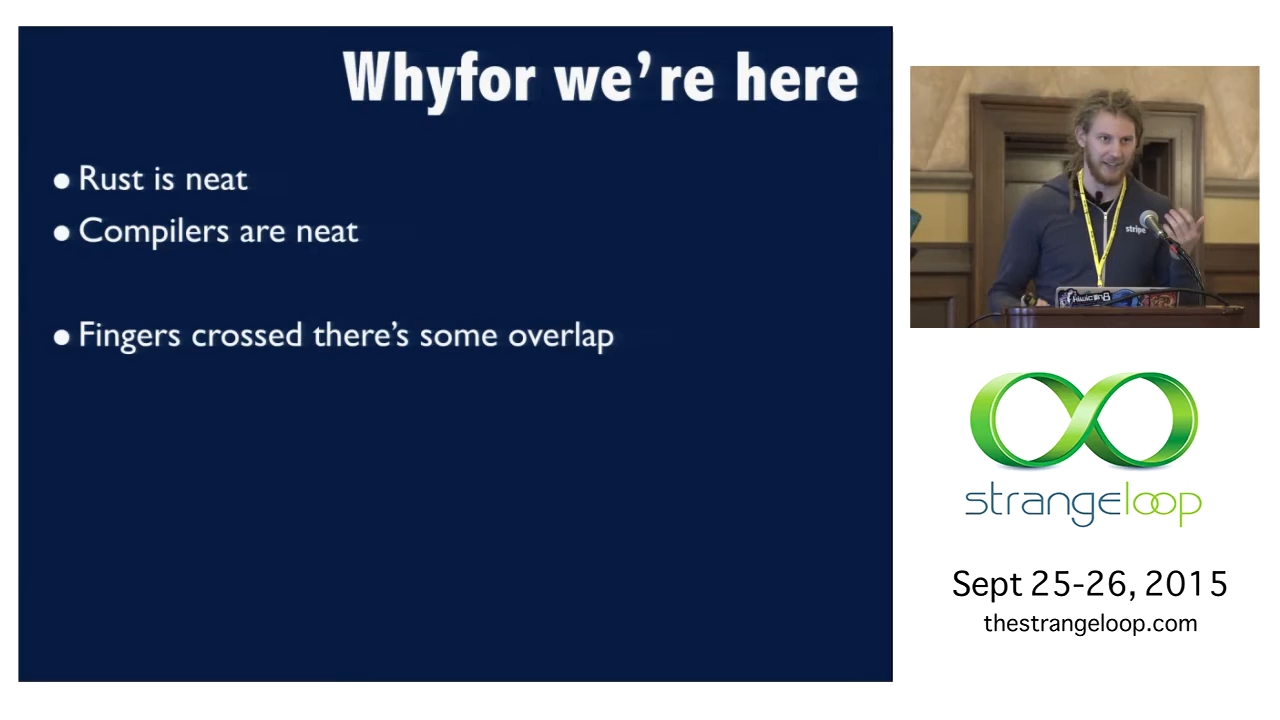 Whyfor we're here
● Rust is neat
● Compilers are neat
● Fingers crossed there's some overlap
stripe
strangeloop
Sept 25-26, 2015
thestrangeloop.com